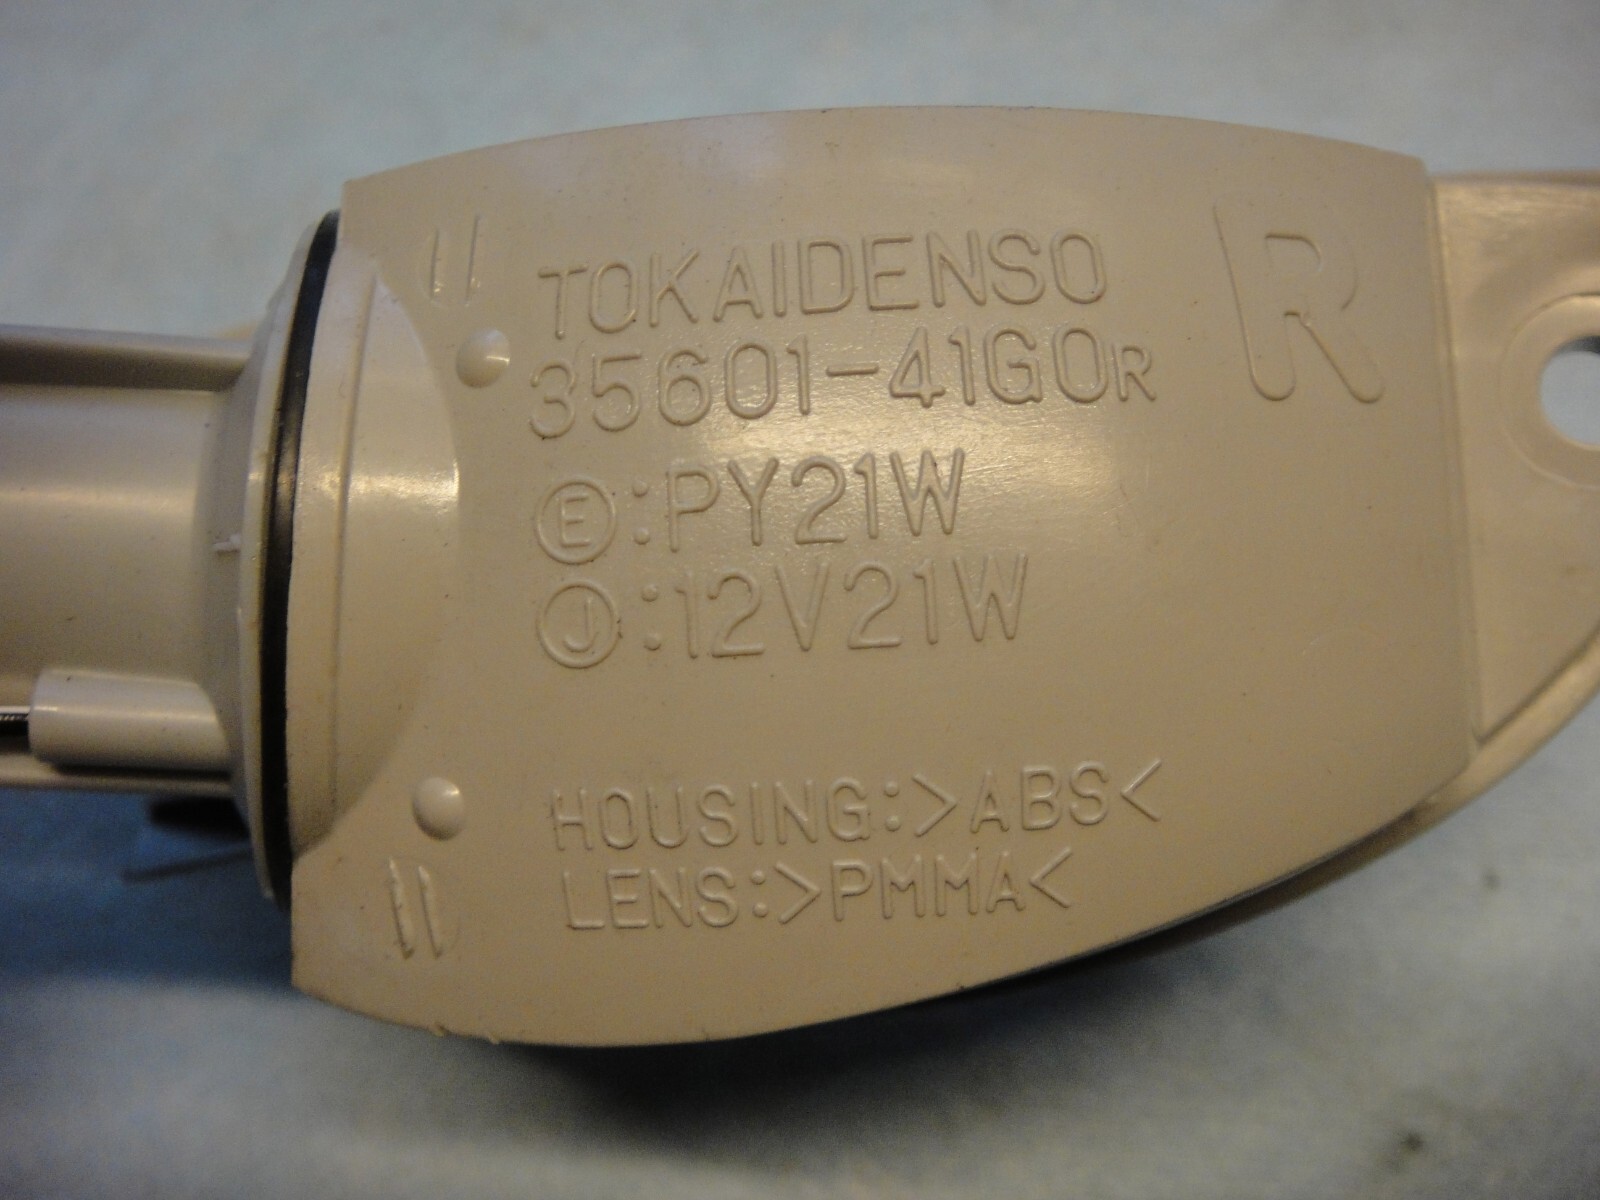 TOKAIDENSO
R
35601-41G0R
Ⓔ:PY21W
Ⓙ:12V21W
HOUSING:>ABS<
LENS:>PMMA<